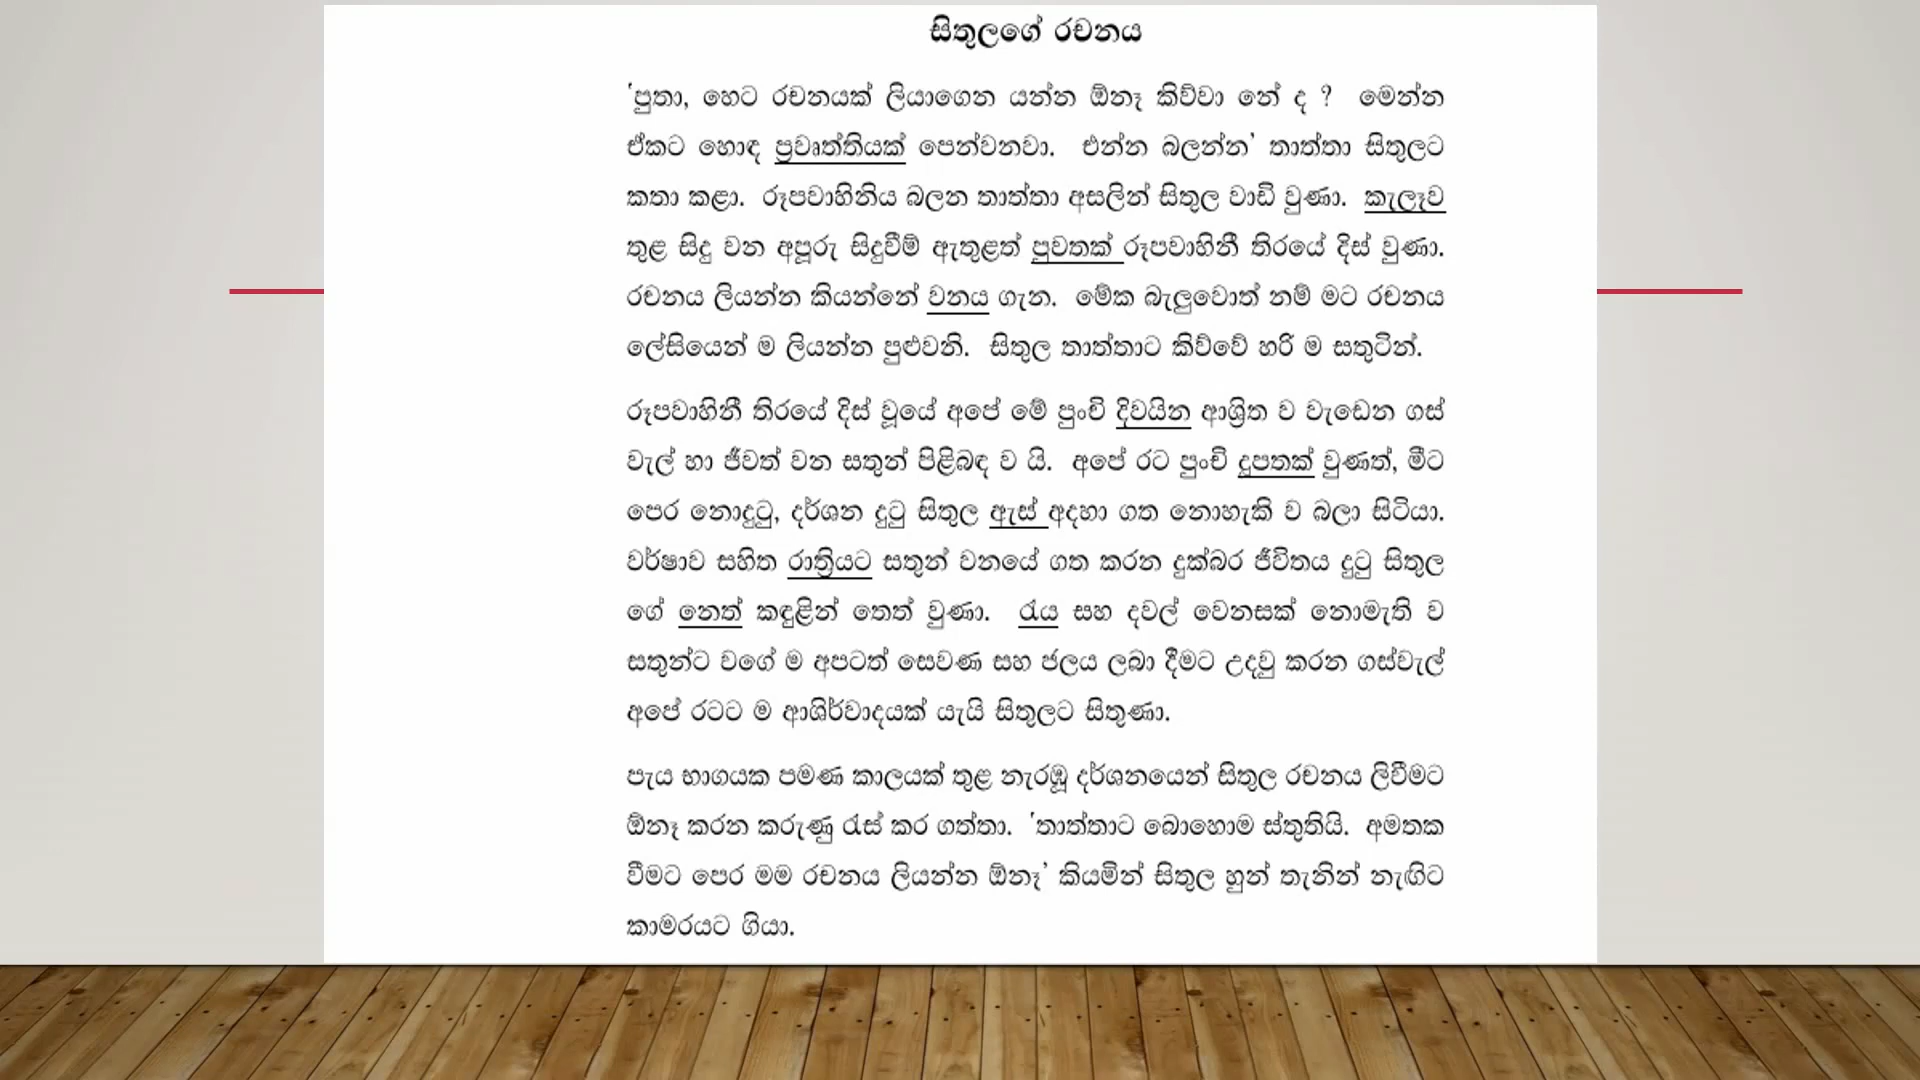 සිතුලගේ රචනය
‘පුතා, හෙට රචනයක් ලියාගෙන යන්න ඕනෑ කිව්වා නේ ද ? මෙන්න
ඒකට හොඳ ප්‍රවෘත්තියක් පෙන්වනවා. එන්න බලන්න’ තාත්තා සිතුලට
කතා කළා. රූපවාහිනිය බලන තාත්තා අසලින් සිතුල වාඩි වුණා. කැලෑව
තුළ සිදු වන අපූරු සිදුවීම් ඇතුළත් පුවතක් රූපවාහිනී තිරයේ දිස් වුණා.
රචනය ලියන්න කියන්නේ වනය ගැන. මේක බැලුවොත් නම් මට රචනය
ලේසියෙන් ම ලියන්න පුළුවනි. සිතුල තාත්තාට කිව්වේ හරි ම සතුටින්.
රූපවාහිනී තිරයේ දිස් වූයේ අපේ මේ පුංචි දිවයින ආශ්‍රිත ව වැඩෙන ගස්
වැල් හා ජීවත් වන සතුන් පිළිබඳ ව යි. අපේ රට පුංචි දූපතක් වුණත්, මීට
පෙර නොදුටු, දර්ශන දුටු සිතුල ඇස් අදහා ගත නොහැකි ව බලා සිටියා.
වර්ෂාව සහිත රාත්‍රියට සතුන් වනයේ ගත කරන දුක්බර ජීවිතය දුටු සිතුල
ගේ නෙත් කඳුළින් තෙත් වුණා. රැය සහ දවල් වෙනසක් නොමැති ව
සතුන්ට වගේ ම අපටත් සෙවණ සහ ජලය ලබා දීමට උදවු කරන ගස්වැල්
අපේ රටට ම ආශිර්වාදයක් යැයි සිතුලට සිතුණා.
පැය භාගයක පමණ කාලයක් තුළ නැරඹූ දර්ශනයෙන් සිතුල රචනය ලිවීමට
ඕනෑ කරන කරුණු රැස් කර ගත්තා. ‘තාත්තාට බොහොම ස්තුතියි. අමතක
වීමට පෙර මම රචනය ලියන්න ඕනෑ’ කියමින් සිතුල හුන් තැනින් නැඟිට
කාමරයට ගියා.